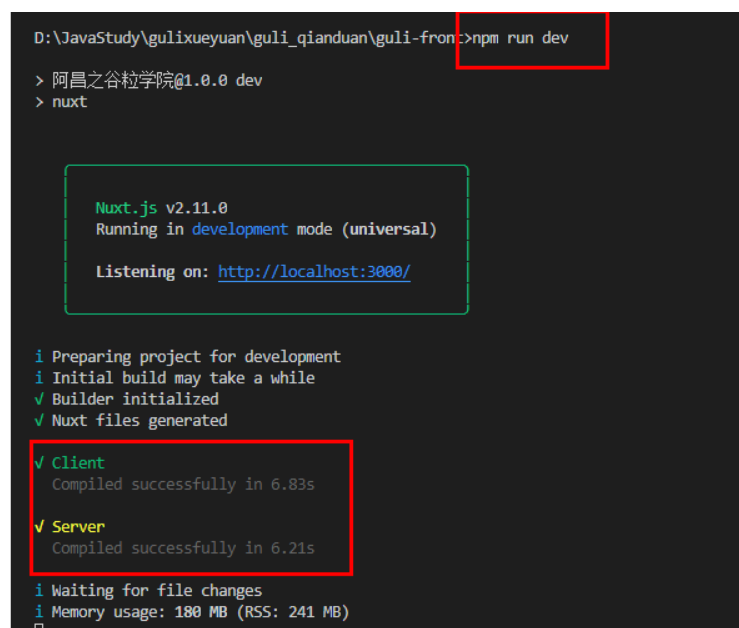 D:\JavaStudy\gulixueyuan\guli_qianduan\guli-front>npm run dev
> 阿昌之谷粒学院@1.0.0 dev
> nuxt
Nuxt.js v2.11.0
Running in development mode (universal)
Listening on: http://localhost:3000/
i Preparing project for development
i Initial build may take a while
√ Builder initialized
√ Nuxt files generated
√ Client
Compiled successfully in 6.83s
√ Server
Compiled successfully in 6.21s
i Waiting for file changes
i Memory usage: 180 MB (RSS: 241 MB)